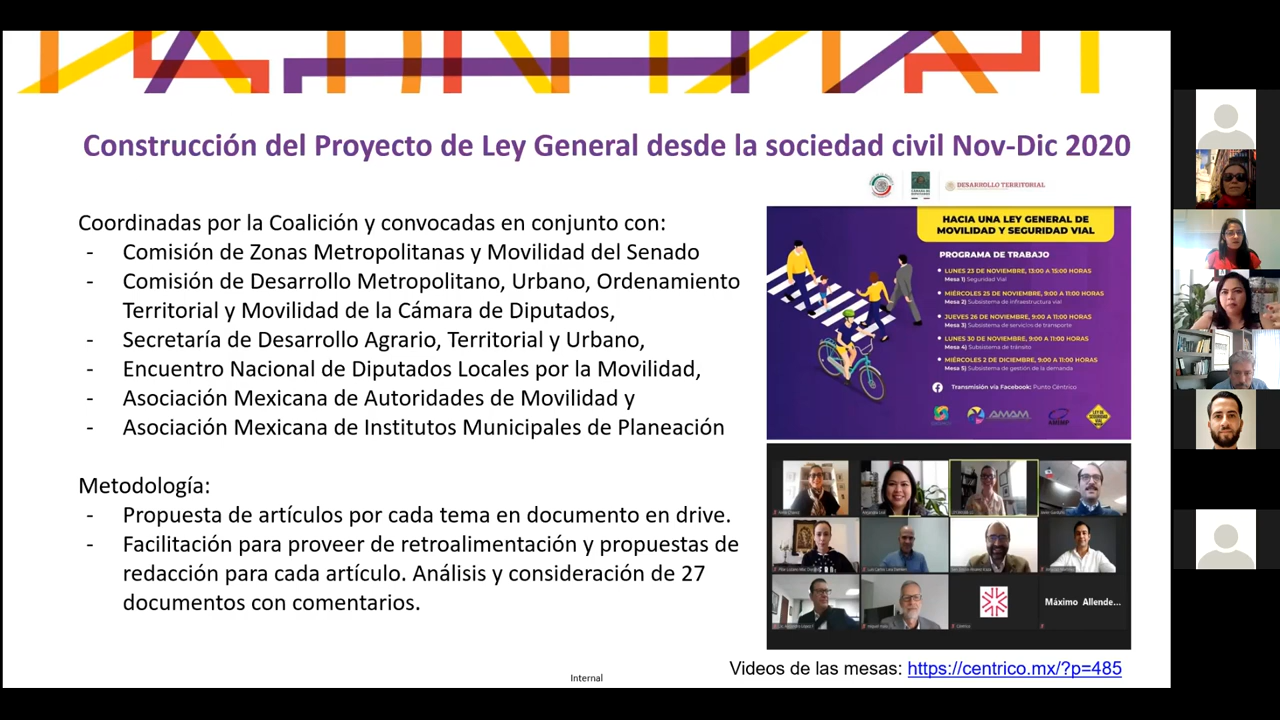 Construcción del Proyecto de Ley General desde la sociedad civil Nov-Dic 2020
DESARROLLO TERRITORIAL
Coordinadas por la Coalición y convocadas en conjunto con:
- Comisión de Zonas Metropolitanas y Movilidad del Senado
- Comisión de Desarrollo Metropolitano, Urbano, Ordenamiento
Territorial y Movilidad de la Cámara de Diputados,
- Secretaría de Desarrollo Agrario, Territorial y Urbano,
- Encuentro Nacional de Diputados Locales por la Movilidad,
- Asociación Mexicana de Autoridades de Movilidad y
- Asociación Mexicana de Institutos Municipales de Planeación
Metodología:
- Propuesta de artículos por cada tema en documento en drive.
- Facilitación para proveer de retroalimentación y propuestas de
redacción para cada artículo. Análisis y consideración de 27
documentos con comentarios.
HACIA UNA LEY GENERAL DE
MOVILIDAD Y SEGURIDAD VIAL
PROGRAMA DE TRABAJO
LUNES 23 DE NOVIEMBRE, 13:00 A 15:00 HORAS
Mesa 1) Seguridad Vial
MIÉRCOLES 25 DE NOVIEMBRE, 9:00 A 11:00 HORAS
Mesa 2) Subsistema de Infraestructura vial
JUEVES 26 DE NOVIEMBRE, 9:00 A 11:00 HORAS
Mesa 3) Subsistema de servicios de transporte
LUNES 30 DE NOVIEMBRE, 9:00 A 11:00 HORAS
Mesa 4) Subsistema de tránsito
MIÉRCOLES 2 DE DICIEMBRE, 9:00 A 11:00 HORAS
Mesa 5) Subsistema de gestión de la demanda
Transmisión vía Facebook: Punto Céntrico
AMAM
LEY DE
SEGURIDAD
VIAL
Máximo Allende...
Videos de las mesas: https://centrico.mx/?p=485
Internal